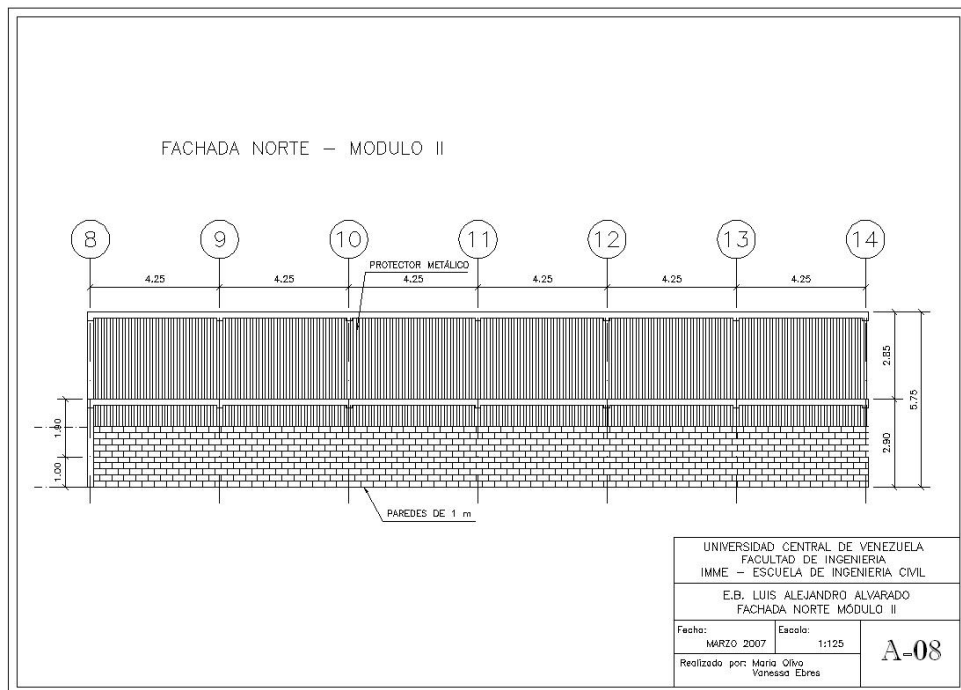 FACHADA NORTE – MODULO II
8 9 10 11 12 13 14
PROTECTOR METÁLICO
4.25 4.25 4.25 4.25 4.25 4.25
2.85
5.75
1.90
2.90
1.00
PAREDES DE 1 m
UNIVERSIDAD CENTRAL DE VENEZUELA
FACULTAD DE INGENIERIA
IMME – ESCUELA DE INGENIERIA CIVIL
E.B. LUIS ALEJANDRO ALVARADO
FACHADA NORTE MÓDULO II
Fecha: Escala:
MARZO 2007 1:125
A-08
Realizado por: Maria Olivo
Vanessa Ebres